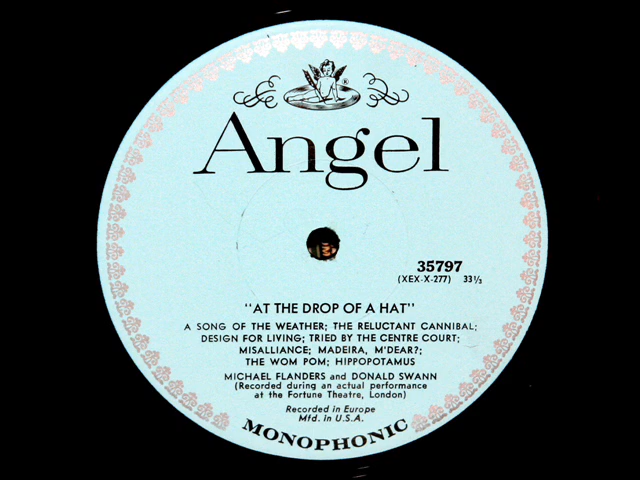 Angel
®
35797
(XEX-X-277) 33⅓
"AT THE DROP OF A HAT"
A SONG OF THE WEATHER; THE RELUCTANT CANNIBAL;
DESIGN FOR LIVING; TRIED BY THE CENTRE COURT;
MISALLIANCE; MADEIRA, M'DEAR?;
THE WOM POM; HIPPOPOTAMUS
MICHAEL FLANDERS and DONALD SWANN
(Recorded during an actual performance
at the Fortune Theatre, London)
Recorded in Europe
Mfd. in U.S.A.
MONOPHONIC